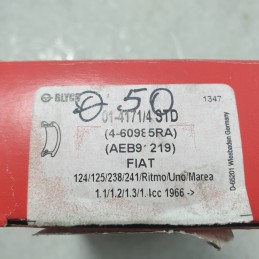 GLYCO
1347
0 50
01-4171/4 STD
(4-60985RA)
(AEB9 219)
FIAT
124/125/238/241/Ritmo/Uno/Marea
1.1/1.2/1.3/1.4cc 1966 ->
D-65201 Wiesbaden Germany